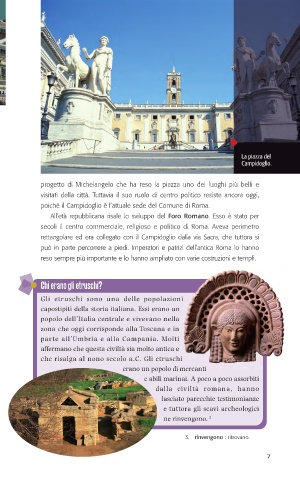 La piazza del
Campidoglio.
progetto di Michelangelo che ha reso la piazza uno dei luoghi più belli e
visitati della città. Tuttavia il suo ruolo di centro politico resiste ancora oggi,
poiché il Campidoglio è l'attuale sede del Comune di Roma.
All'età repubblicana risale lo sviluppo del Foro Romano. Esso è stato per
secoli il centro commerciale, religioso e politico di Roma. Aveva perimetro
rettangolare ed era collegato con il Campidoglio dalla via Sacra, che tuttora si
può in parte percorrere a piedi. Imperatori e patrizi dell'antica Roma lo hanno
reso sempre più importante e lo hanno ampliato con varie costruzioni e templi.
Chi erano gli etruschi?
Gli etruschi sono una delle popolazioni
capostipiti della storia italiana. Essi erano un
popolo dell'Italia centrale e vivevano nella
zona che oggi corrisponde alla Toscana e in
parte all'Umbria e alla Campania. Molti
affermano che questa civiltà sia molto antica e
che risalga al nono secolo a.C. Gli etruschi
erano un popolo di mercanti
e abili marinai. A poco a poco assorbiti
dalla civiltà romana, hanno
lasciato parecchie testimonianze
e tuttora gli scavi archeologici
ne rinvengono.³
3. rinvengono : ritrovano.
7